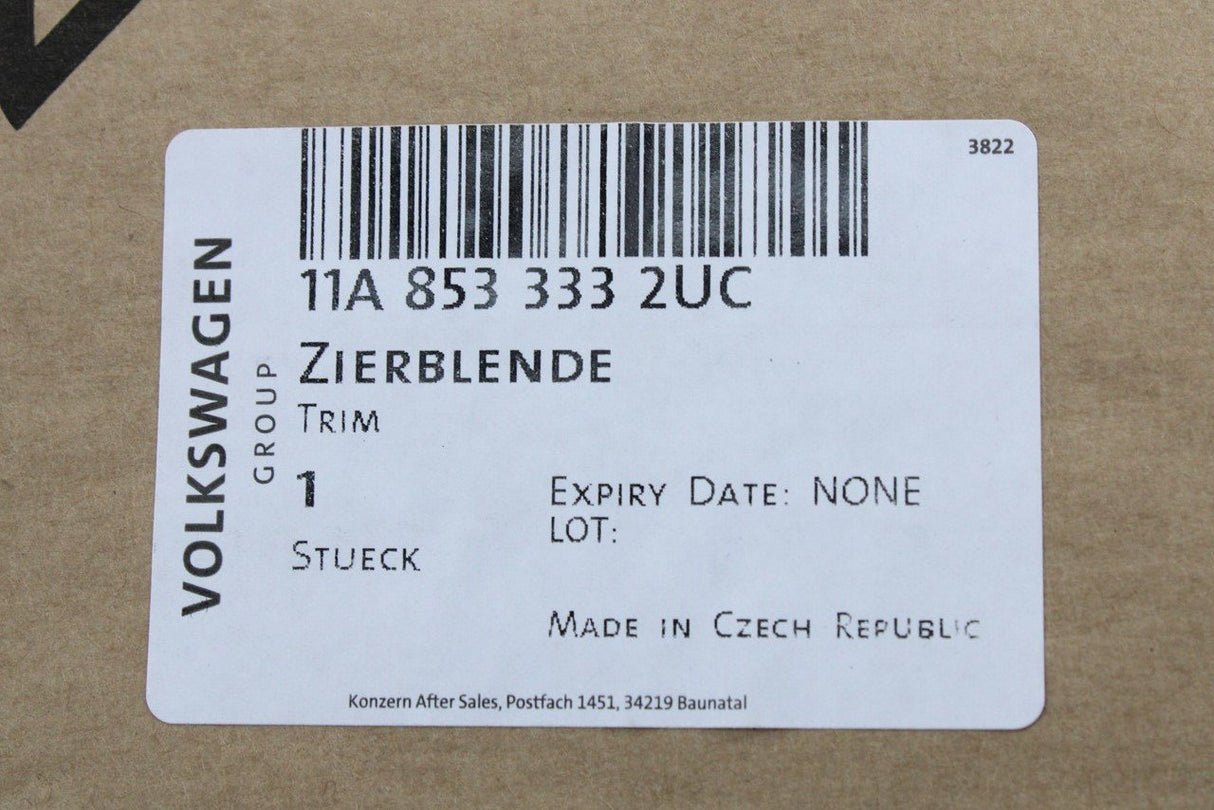 3822
VOLKSWAGEN
GROUP
11A 853 333 2UC
ZIERBLENDE
TRIM
1
STUECK
EXPIRY DATE: NONE
LOT:
MADE IN CZECH REPUBLIC
Konzern After Sales, Postfach 1451, 34219 Baunatal